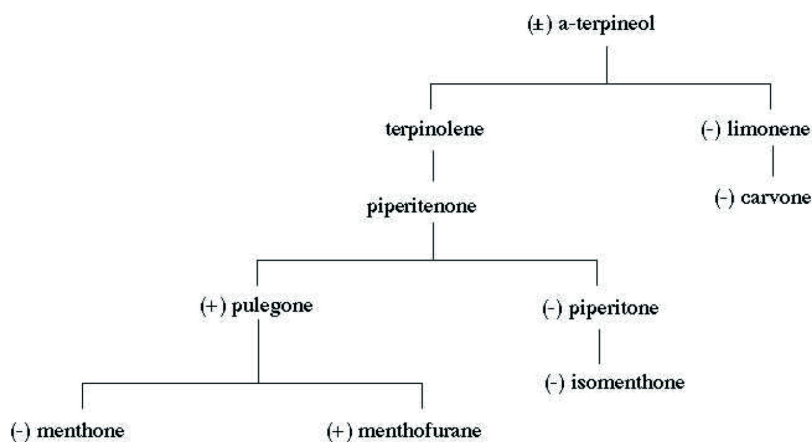 (±) a-terpineol
terpinolene
(-) limonene
(-) carvone
piperitenone
(+) pulegone
(-) piperitone
(-) isomenthone
(-) menthone
(+) menthofurane